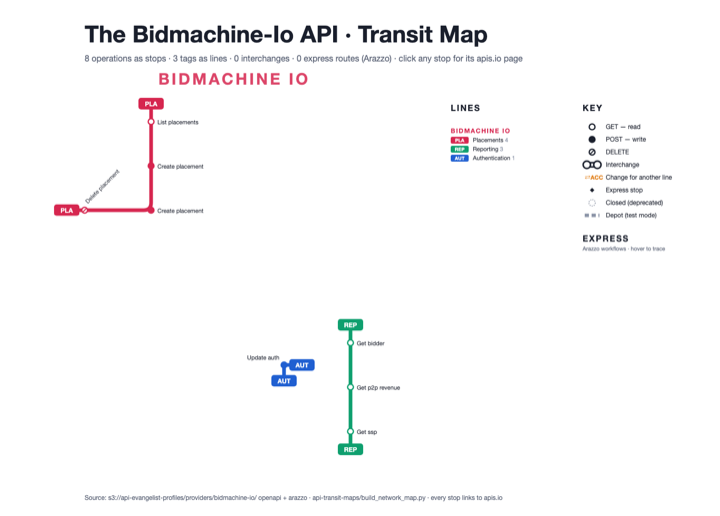 The Bidmachine-Io API · Transit Map
8 operations as stops · 3 tags as lines · 0 interchanges · 0 express routes (Arazzo) · click any stop for its apis.io page
BIDMACHINE IO
PLA
List placements
Create placement
Delete placement
PLA
Create placement
LINES
BIDMACHINE IO
PLA Placements 4
REP Reporting 3
AUT Authentication 1
KEY
GET — read
POST — write
DELETE
Interchange
Change for another line
Express stop
Closed (deprecated)
Depot (test mode)
EXPRESS
Arazzo workflows · hover to trace
REP
Get bidder
Update auth
AUT
AUT
Get p2p revenue
Get ssp
REP
Source: s3://api-evangelist-profiles/providers/bidmachine-io/ openapi + arazzo · api-transit-maps/build_network_map.py · every stop links to apis.io